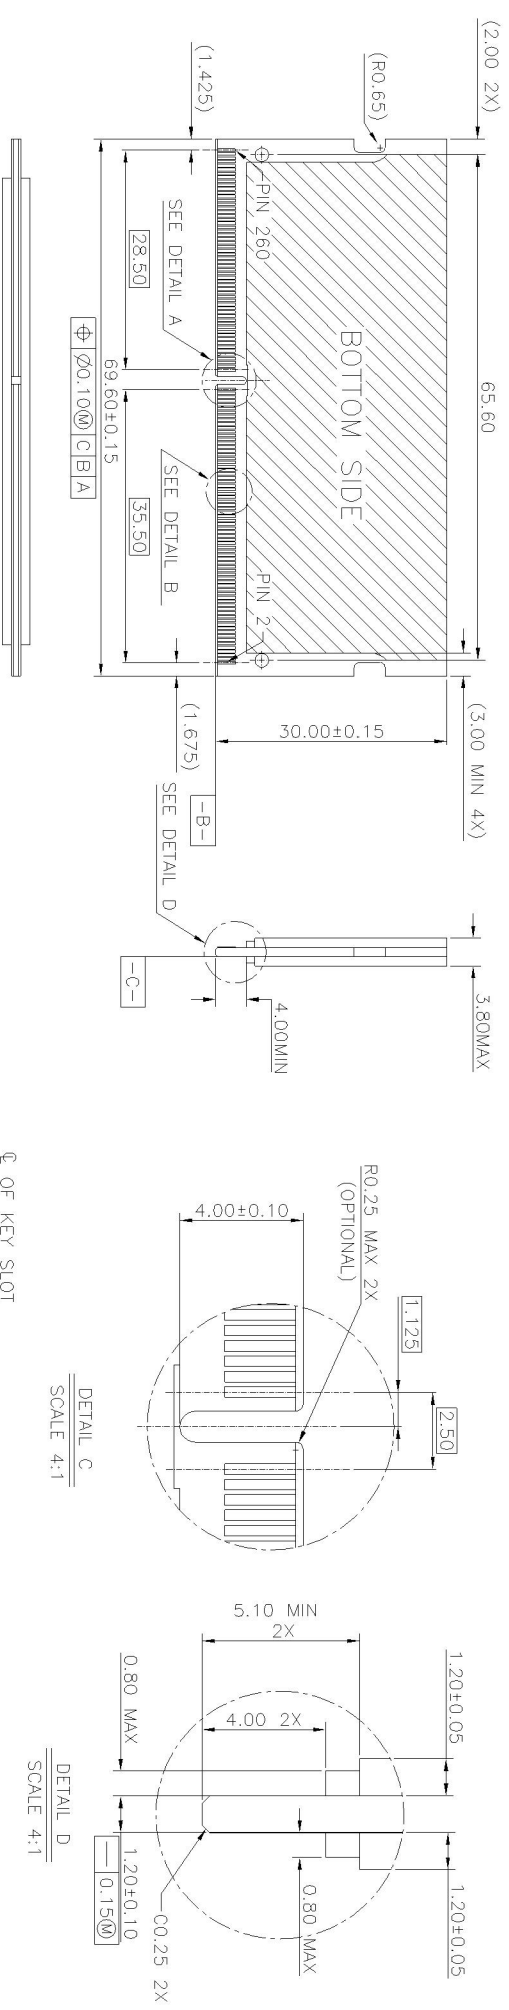 (2.00 2X)
(R0.65)
(1.425)
65.60
PIN 260
BOTTOM SIDE
SEE DETAIL A
28.50
69.60±0.15
⌖ Ø0.10Ⓜ C B A
SEE DETAIL B
35.50
PIN 2
(1.675)
30.00±0.15
(3.00 MIN 4X)
-B-
SEE DETAIL D
-C-
4.00MIN
3.80MAX
℄ OF KEY SLOT
4.00±0.10
R0.25 MAX 2X
(OPTIONAL)
1.125
2.50
DETAIL C
SCALE 4:1
5.10 MIN
2X
1.20±0.05
4.00 2X
0.80 MAX
1.20±0.10
— 0.15Ⓜ
C0.25 2X
0.80 MAX
1.20±0.05
DETAIL D
SCALE 4:1